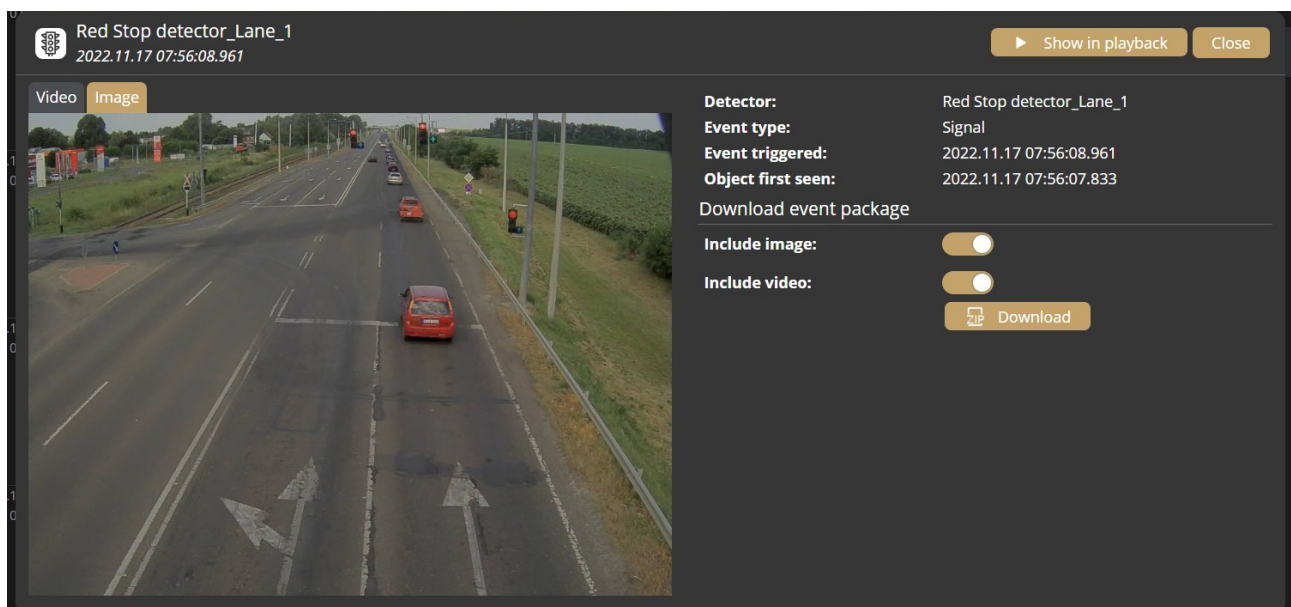 Red Stop detector_Lane_1
2022.11.17 07:56:08.961
Show in playback
Close
Video
Image
Detector: Red Stop detector_Lane_1
Event type: Signal
Event triggered: 2022.11.17 07:56:08.961
Object first seen: 2022.11.17 07:56:07.833
Download event package
Include image:
Include video:
ZIP Download